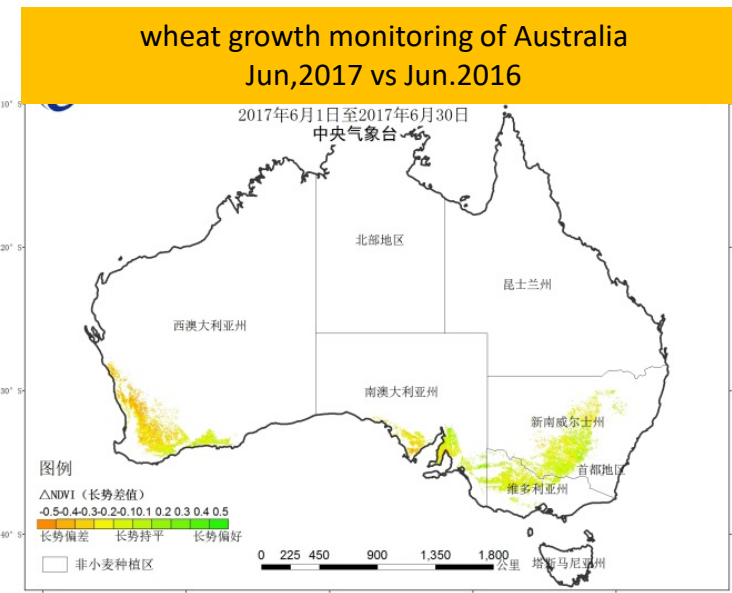 wheat growth monitoring of Australia
Jun,2017 vs Jun.2016
2017年6月1日至2017年6月30日
中央气象台
10° S
20° S
30° S
40° S
北部地区
昆士兰州
西澳大利亚州
南澳大利亚州
新南威尔士州
首都地区
维多利亚州
塔斯马尼亚州
图例
△NDVI（长势差值）
-0.5-0.4-0.3-0.2-0.10.1 0.2 0.3 0.4 0.5
长势偏差 长势持平 长势偏好
非小麦种植区
0 225 450 900 1,350 1,800
公里